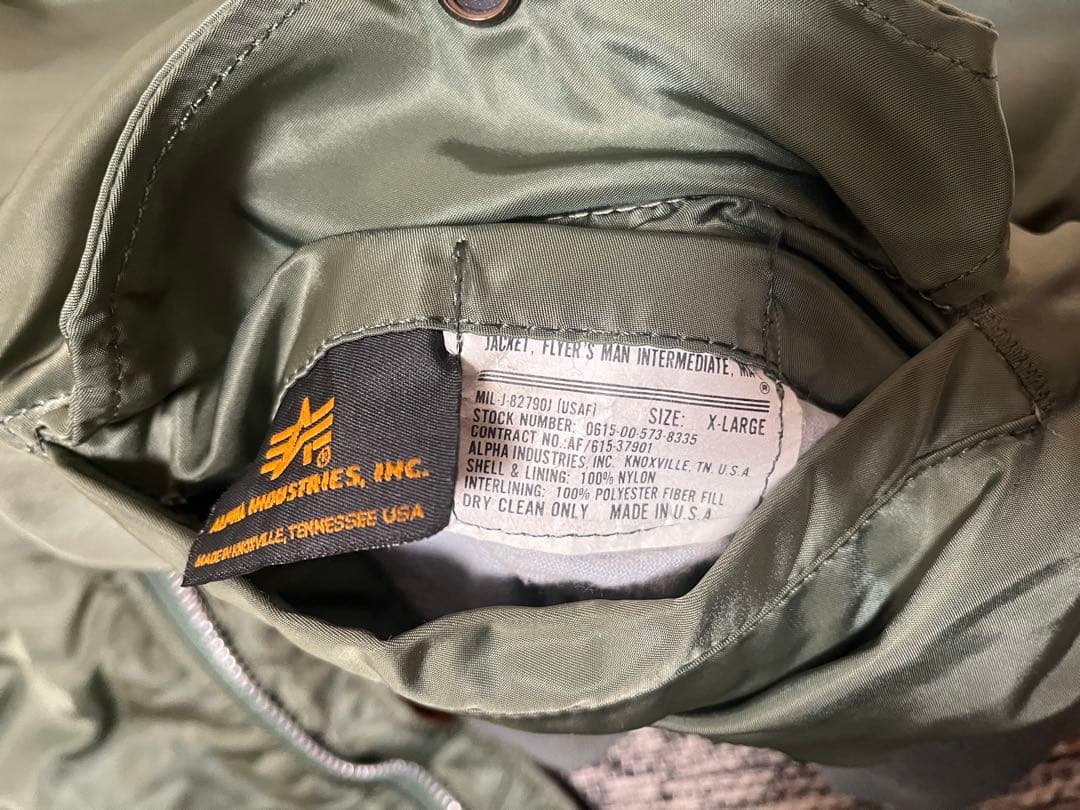 ALPHA INDUSTRIES, INC.
MADE IN KNOXVILLE, TENNESSEE USA
JACKET, FLYER'S MAN INTERMEDIATE,
MIL-J-82790J (USAF)
SIZE: X-LARGE
STOCK NUMBER: 0615-00-573-8335
CONTRACT NO.:AF/615-37901
ALPHA INDUSTRIES, INC. KNOXVILLE, TN. U.S.A.
SHELL & LINING: 100% NYLON
INTERLINING: 100% POLYESTER FIBER FILL
DRY CLEAN ONLY MADE IN U.S.A.